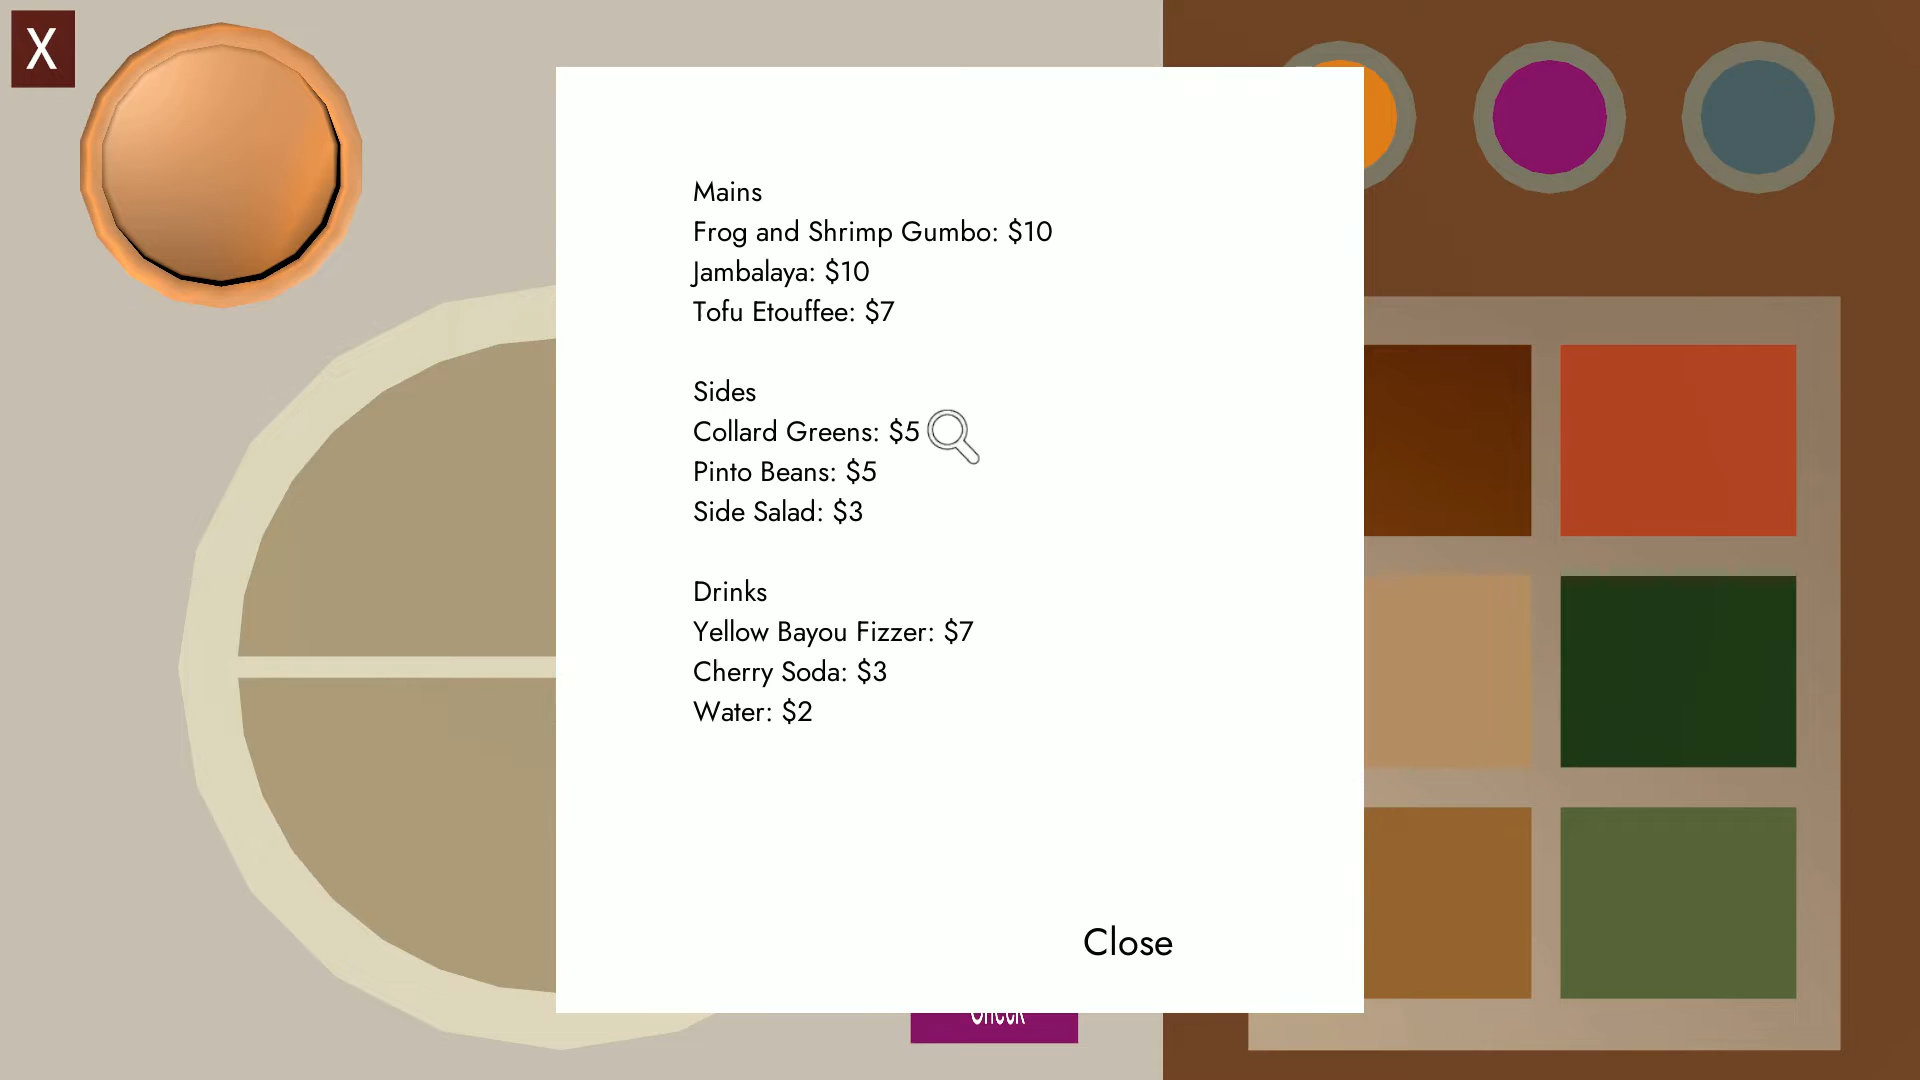 X
Mains
Frog and Shrimp Gumbo: $10
Jambalaya: $10
Tofu Etouffee: $7
Sides
Collard Greens: $5
Pinto Beans: $5
Side Salad: $3
Drinks
Yellow Bayou Fizzer: $7
Cherry Soda: $3
Water: $2
Close